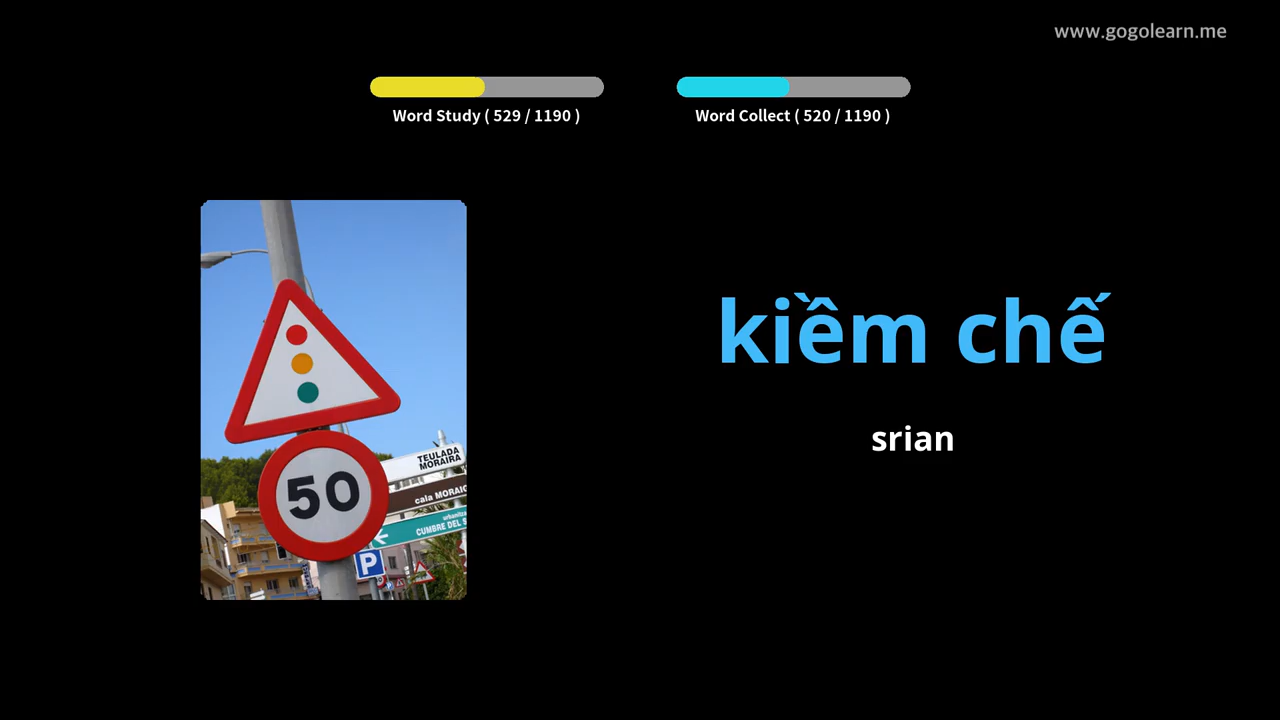 www.gogolearn.me
Word Study ( 529 / 1190 )
Word Collect ( 520 / 1190 )
kiềm chế
srian
50
TEULADA
MORAIRA
cala MORAIG
CUMBRE DEL S
P